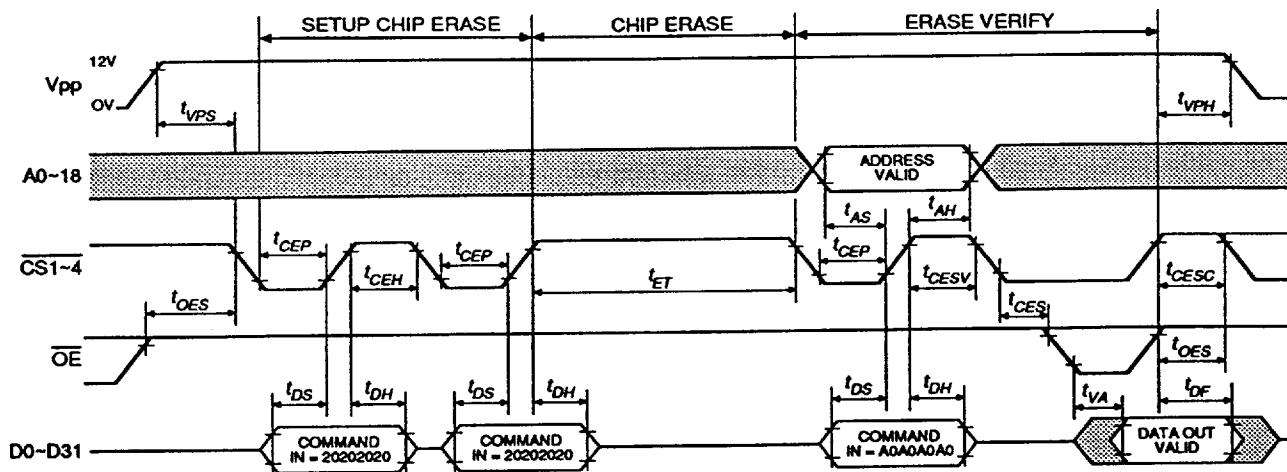 SETUP CHIP ERASE CHIP ERASE ERASE VERIFY
12V
Vpp
OV
tVPS tVPH
A0~18 ADDRESS
VALID
tAS tAH
tCEP tCEP tCEP
CS1~4 tCEH tET tCESV tCESC
tOES tCES
OE tOES
tDS tDH tDS tDH tDS tDH tVA tDF
D0~D31
COMMAND
IN = 20202020
COMMAND
IN = 20202020
COMMAND
IN = A0A0A0A0
DATA OUT
VALID